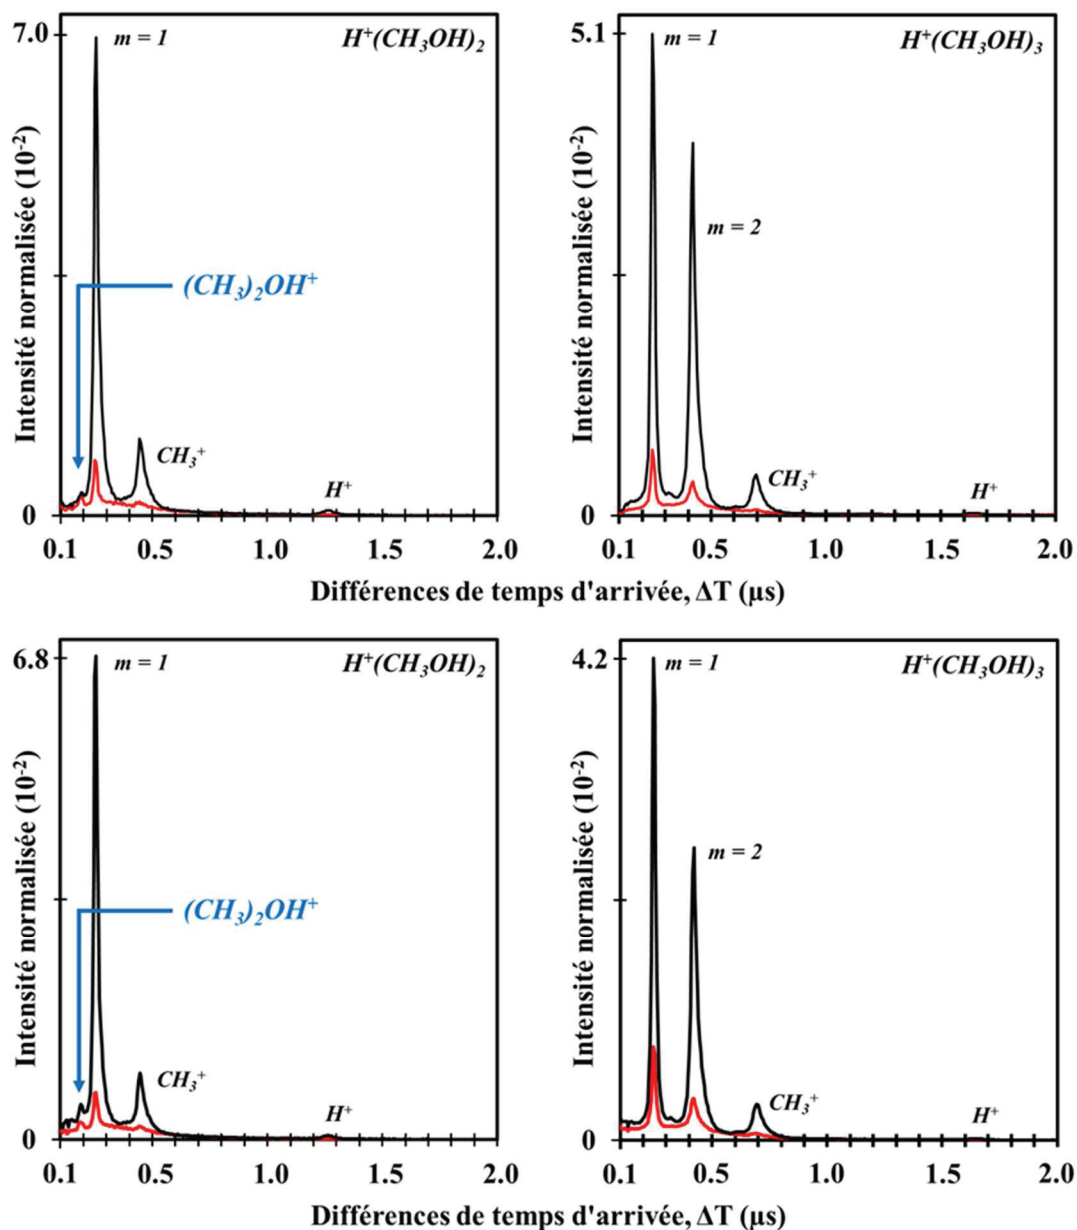 7.0
m = 1
H⁺(CH₃OH)₂
(CH₃)₂OH⁺
CH₃⁺
H⁺
0
0.1 0.5 1.0 1.5 2.0
Intensité normalisée (10⁻²)
5.1
m = 1
H⁺(CH₃OH)₃
m = 2
CH₃⁺
H⁺
0
0.1 0.5 1.0 1.5 2.0
Intensité normalisée (10⁻²)
Différences de temps d'arrivée, ΔT (μs)
6.8
m = 1
H⁺(CH₃OH)₂
(CH₃)₂OH⁺
CH₃⁺
H⁺
0
0.1 0.5 1.0 1.5 2.0
Intensité normalisée (10⁻²)
4.2
m = 1
H⁺(CH₃OH)₃
m = 2
CH₃⁺
H⁺
0
0.1 0.5 1.0 1.5 2.0
Intensité normalisée (10⁻²)
Différences de temps d'arrivée, ΔT (μs)